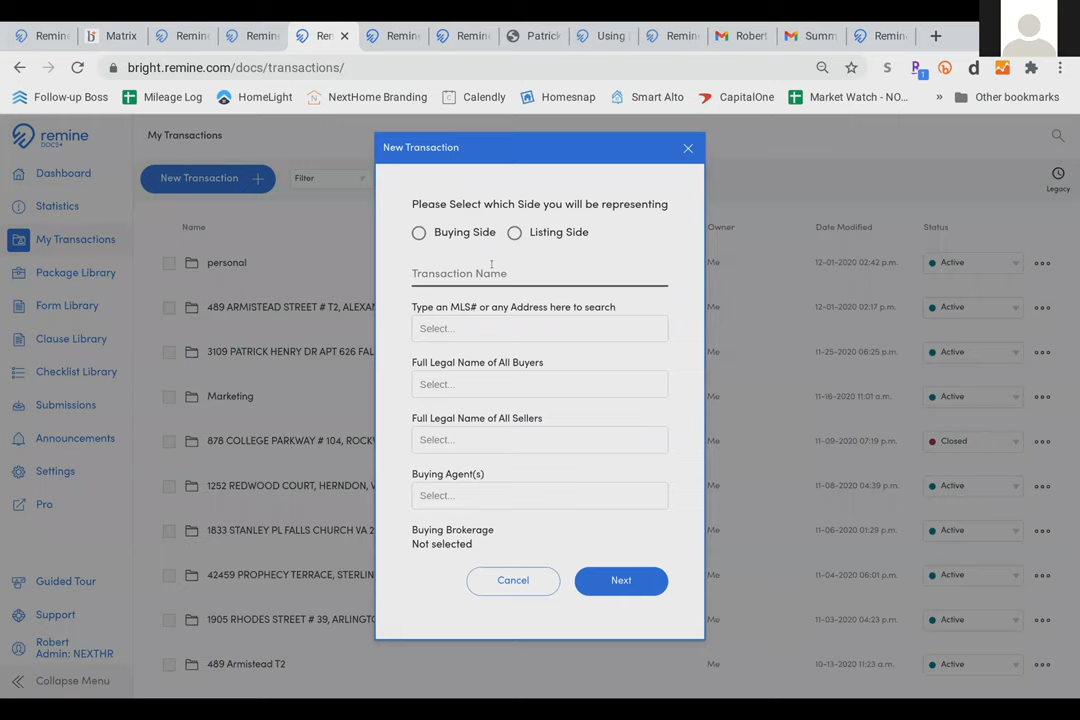 Remine Matrix Remine Remine Ren Remine Remine Patrick Using Remine Robert Summ Remine
bright.remine.com/docs/transactions/
Follow-up Boss Mileage Log HomeLight NextHome Branding Calendly Homesnap Smart Alto CapitalOne Market Watch - NO... » Other bookmarks
remine
DOCS+
My Transactions
New Transaction
Dashboard
Statistics
My Transactions
Package Library
Form Library
Clause Library
Checklist Library
Submissions
Announcements
Settings
Pro
Guided Tour
Support
Robert
Admin: NEXTHR
Collapse Menu
New Transaction +
Filter
Legacy
Name Owner Date Modified Status
personal Me 12-01-2020 02:42 p.m. Active
489 ARMISTEAD STREET # T2, ALEXAN Me 12-01-2020 02:17 p.m. Active
3109 PATRICK HENRY DR APT 626 FAL Me 11-25-2020 06:25 p.m. Active
Marketing Me 11-16-2020 11:01 a.m. Active
878 COLLEGE PARKWAY # 104, ROCKV Me 11-09-2020 07:19 p.m. Closed
1252 REDWOOD COURT, HERNDON, V Me 11-08-2020 04:39 p.m. Active
1833 STANLEY PL FALLS CHURCH VA 2 Me 11-06-2020 01:29 p.m. Active
42459 PROPHECY TERRACE, STERLIN Me 11-04-2020 06:01 p.m. Active
1905 RHODES STREET # 39, ARLINGTO Me 11-03-2020 04:23 p.m. Active
489 Armistead T2 Me 10-13-2020 11:23 a.m. Active
Please Select which Side you will be representing
Buying Side Listing Side
Transaction Name
Type an MLS# or any Address here to search
Select...
Full Legal Name of All Buyers
Select...
Full Legal Name of All Sellers
Select...
Buying Agent(s)
Select...
Buying Brokerage
Not selected
Cancel Next